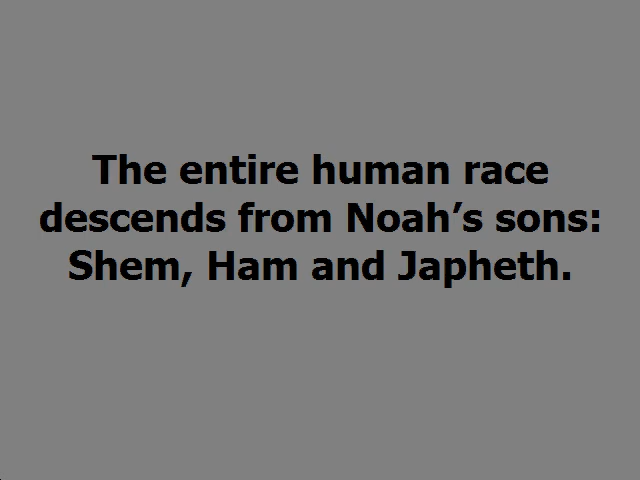 The entire human race
descends from Noah’s sons:
Shem, Ham and Japheth.